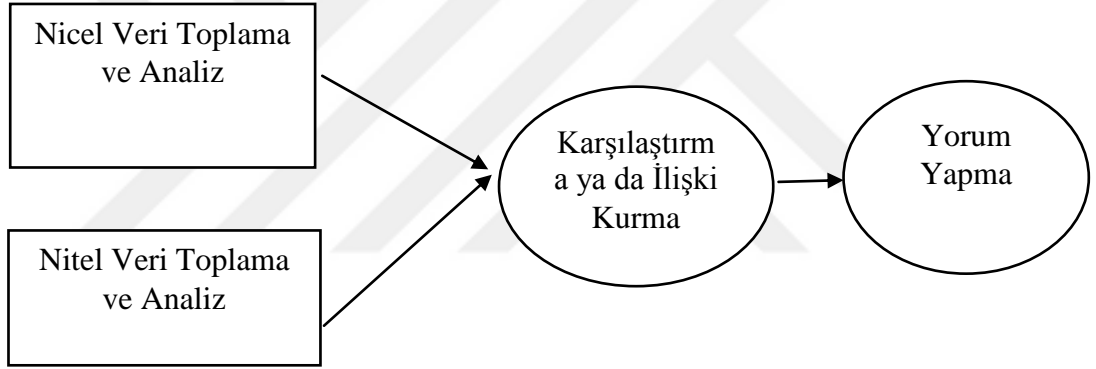 Nicel Veri Toplama
ve Analiz
Nitel Veri Toplama
ve Analiz
Karşılaştırm
a ya da İlişki
Kurma
Yorum
Yapma